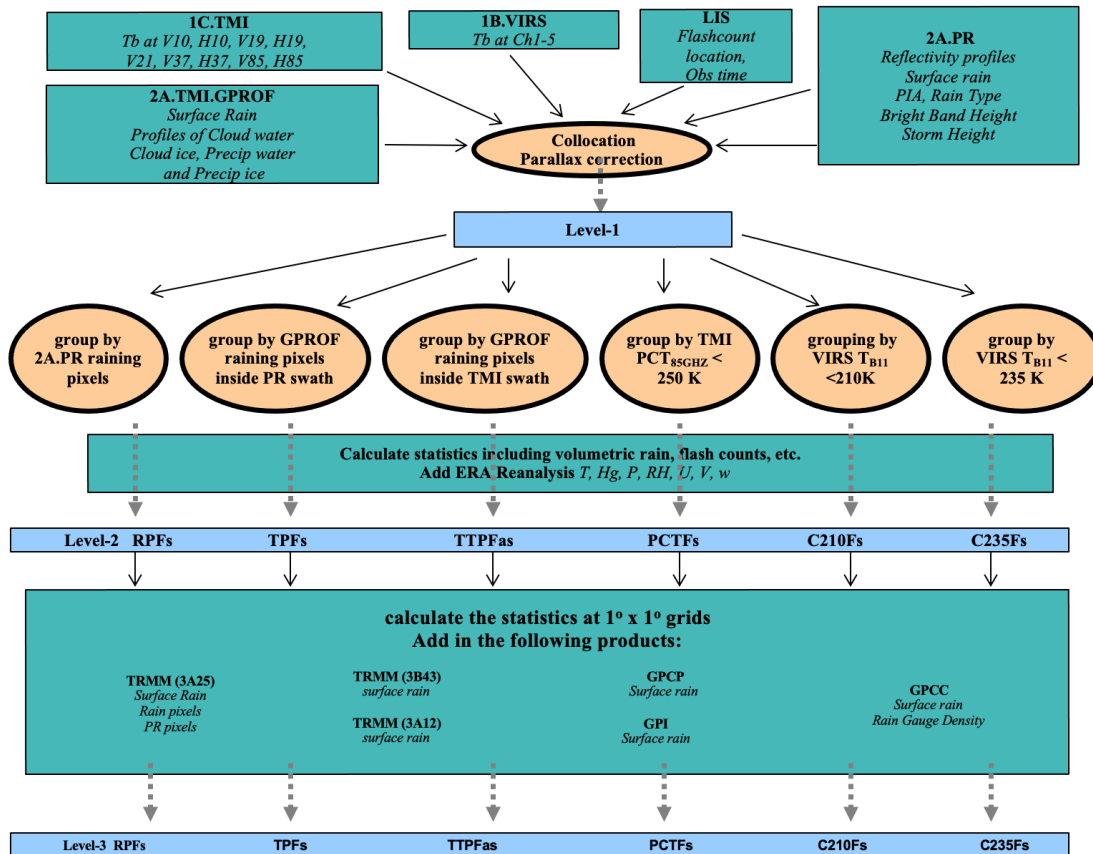 1C.TMI
Tb at V10, H10, V19, H19,
V21, V37, H37, V85, H85
1B.VIRS
Tb at Ch1-5
LIS
Flashcount
location,
Obs time
2A.PR
Reflectivity profiles
Surface rain
PIA, Rain Type
Bright Band Height
Storm Height
2A.TMI.GPROF
Surface Rain
Profiles of Cloud water
Cloud ice, Precip water
and Precip ice
Collocation
Parallax correction
Level-1
group by
2A.PR raining
pixels
group by GPROF
raining pixels
inside PR swath
group by GPROF
raining pixels
inside TMI swath
group by TMI
PCT85GHZ <
250 K
grouping by
VIRS TB11
<210K
group by
VIRS TB11 <
235 K
Calculate statistics including volumetric rain, flash counts, etc.
Add ERA Reanalysis T, Hg, P, RH, U, V, w
Level-2 RPFs TPFs TTPFas PCTFs C210Fs C235Fs
calculate the statistics at 1o x 1o grids
Add in the following products:
TRMM (3A25)
Surface Rain
Rain pixels
PR pixels
TRMM (3B43)
surface rain
TRMM (3A12)
surface rain
GPCP
Surface rain
GPI
Surface rain
GPCC
Surface rain
Rain Gauge Density
Level-3 RPFs TPFs TTPFas PCTFs C210Fs C235Fs